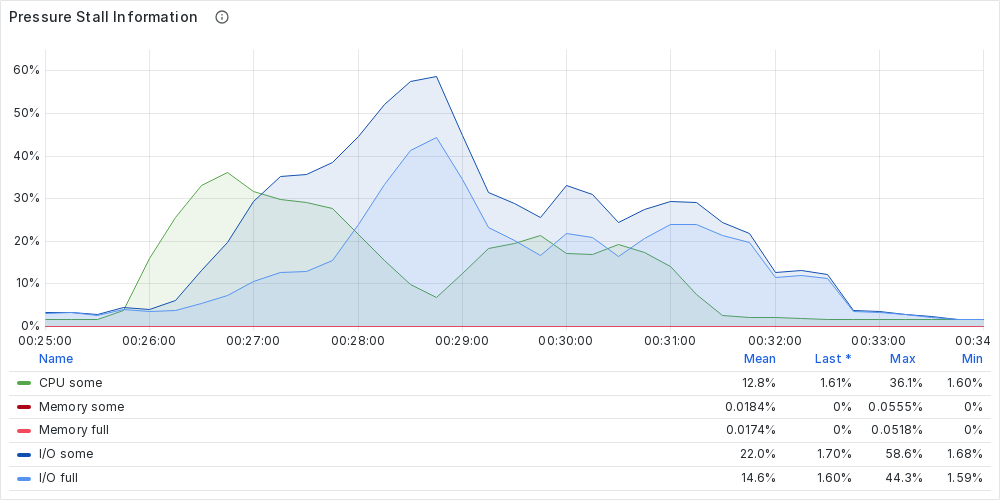 Pressure Stall Information
60%
50%
40%
30%
20%
10%
0%
00:25:00 00:26:00 00:27:00 00:28:00 00:29:00 00:30:00 00:31:00 00:32:00 00:33:00 00:34
Name Mean Last * Max Min
CPU some 12.8% 1.61% 36.1% 1.60%
Memory some 0.0184% 0% 0.0555% 0%
Memory full 0.0174% 0% 0.0518% 0%
I/O some 22.0% 1.70% 58.6% 1.68%
I/O full 14.6% 1.60% 44.3% 1.59%